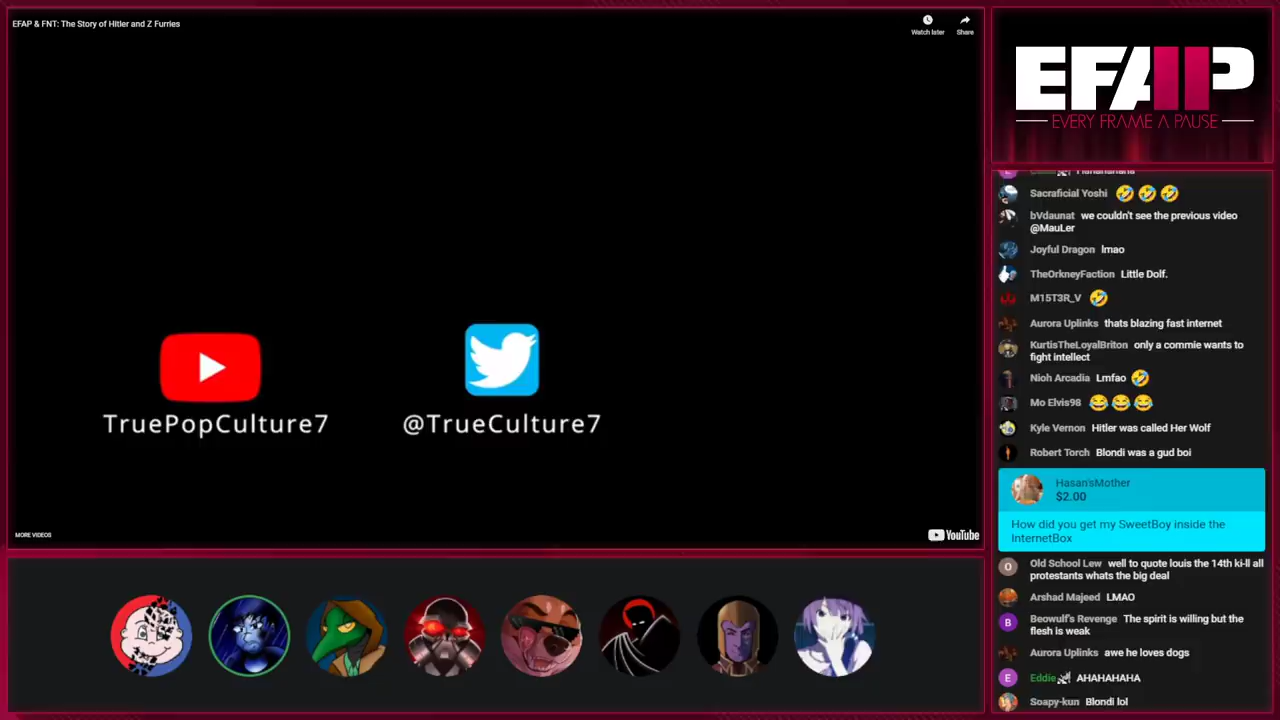 EFAP & FNT: The Story of Hitler and Z Furries
Watch later
Share
TruePopCulture7
@TrueCulture7
MORE VIDEOS
YouTube
EFAP
EVERY FRAME A PAUSE
Sacraficial Yoshi
bVdaunat we couldn't see the previous video
@MauLer
Joyful Dragon lmao
TheOrkneyFaction Little Dolf.
M15T3R_V
Aurora Uplinks thats blazing fast internet
KurtisTheLoyalBriton only a commie wants to
fight intellect
Nioh Arcadia Lmfao
Mo Elvis98
Kyle Vernon Hitler was called Her Wolf
Robert Torch Blondi was a gud boi
Hasan'sMother
$2.00
How did you get my SweetBoy inside the
InternetBox
Old School Lew well to quote louis the 14th ki-ll all
protestants whats the big deal
Arshad Majeed LMAO
Beowulf's Revenge The spirit is willing but the
flesh is weak
Aurora Uplinks awe he loves dogs
Eddie AHAHAHAHA
Soapy-kun Blondi lol